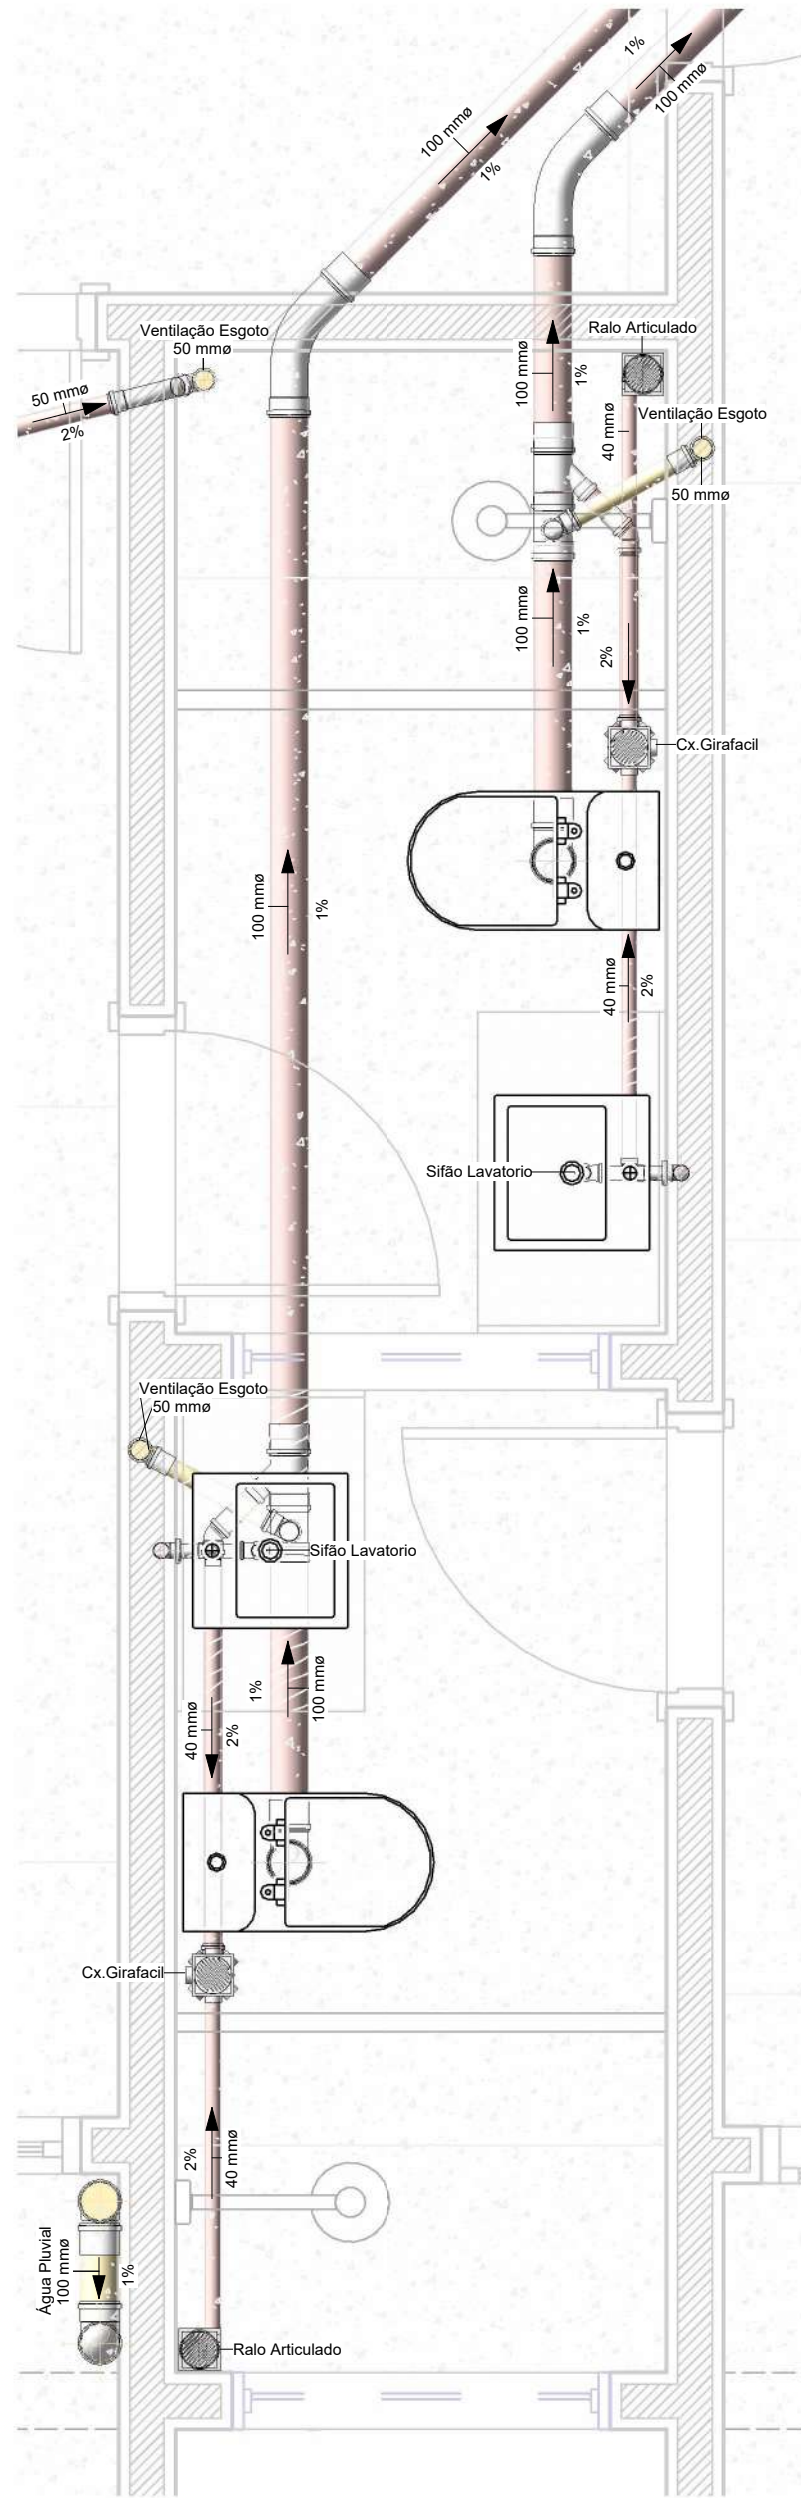 1%
100 mmø
100 mmø
1%
Ventilação Esgoto
50 mmø
Ralo Articulado
50 mmø
2%
100 mmø
1%
40 mmø
Ventilação Esgoto
50 mmø
100 mmø
1%
2%
Cx.Girafacil
100 mmø
1%
40 mmø
2%
Sifão Lavatorio
Ventilação Esgoto
50 mmø
Sifão Lavatorio
1%
100 mmø
40 mmø
2%
Cx.Girafacil
2%
40 mmø
Água Pluvial
100 mmø
1%
Ralo Articulado